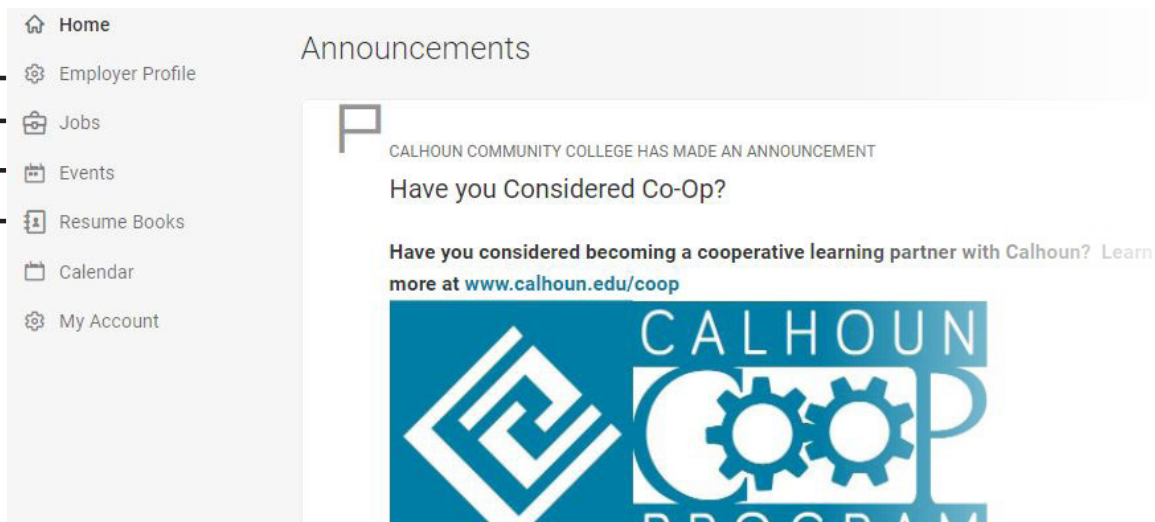 Home
Employer Profile
Jobs
Events
Resume Books
Calendar
My Account
Announcements
CALHOUN COMMUNITY COLLEGE HAS MADE AN ANNOUNCEMENT
Have you Considered Co-Op?
Have you considered becoming a cooperative learning partner with Calhoun? Learn
more at www.calhoun.edu/coop
CALHOUN
COOP
PROGRAM